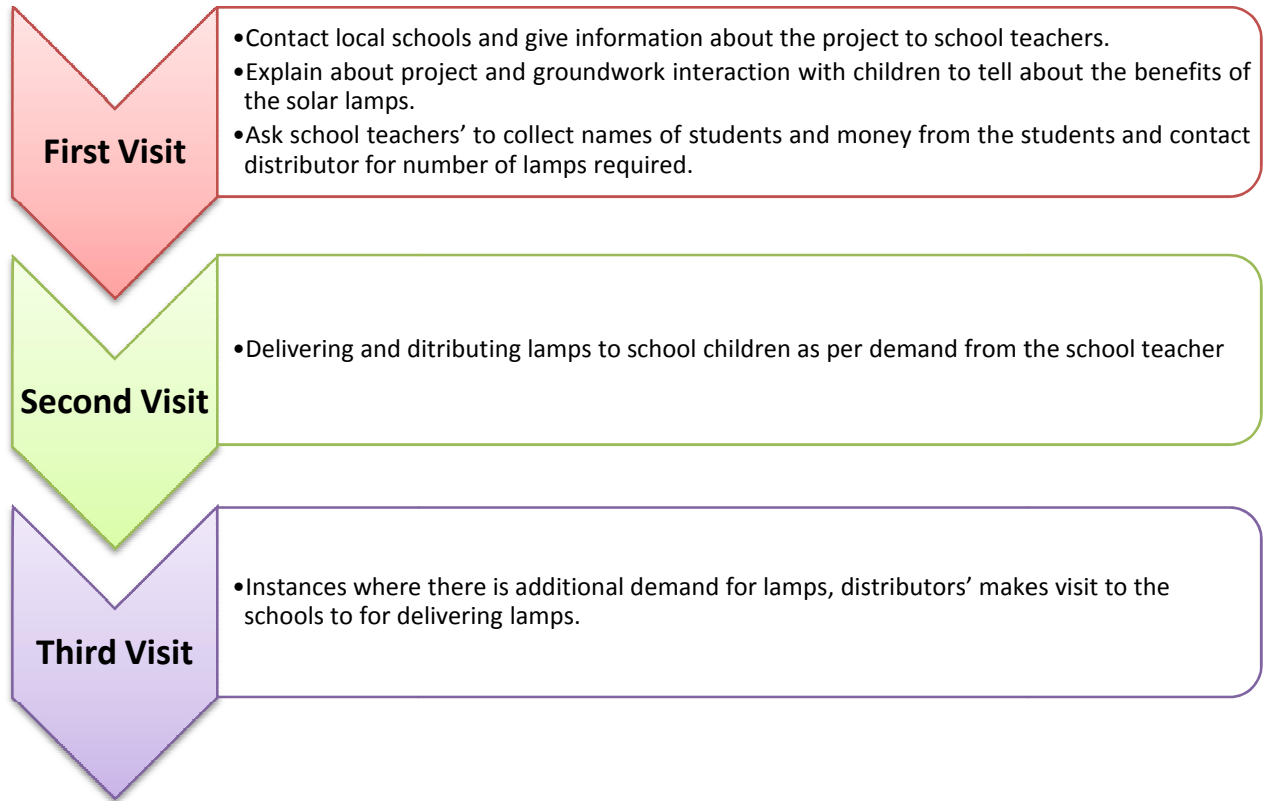 First Visit
•Contact local schools and give information about the project to school teachers.
•Explain about project and groundwork interaction with children to tell about the benefits of
the solar lamps.
•Ask school teachers’ to collect names of students and money from the students and contact
distributor for number of lamps required.
Second Visit
•Delivering and ditributing lamps to school children as per demand from the school teacher
Third Visit
•Instances where there is additional demand for lamps, distributors’ makes visit to the
schools to for delivering lamps.